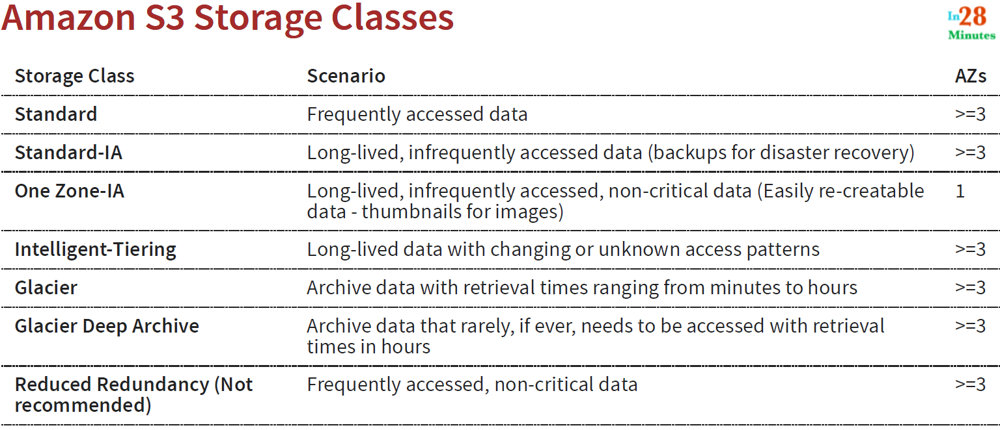 Amazon S3 Storage Classes
In28
Minutes
Storage Class Scenario AZs
Standard Frequently accessed data >=3
Standard-IA Long-lived, infrequently accessed data (backups for disaster recovery) >=3
One Zone-IA Long-lived, infrequently accessed, non-critical data (Easily re-creatable 1
data - thumbnails for images)
Intelligent-Tiering Long-lived data with changing or unknown access patterns >=3
Glacier Archive data with retrieval times ranging from minutes to hours >=3
Glacier Deep Archive Archive data that rarely, if ever, needs to be accessed with retrieval >=3
times in hours
Reduced Redundancy (Not Frequently accessed, non-critical data >=3
recommended)